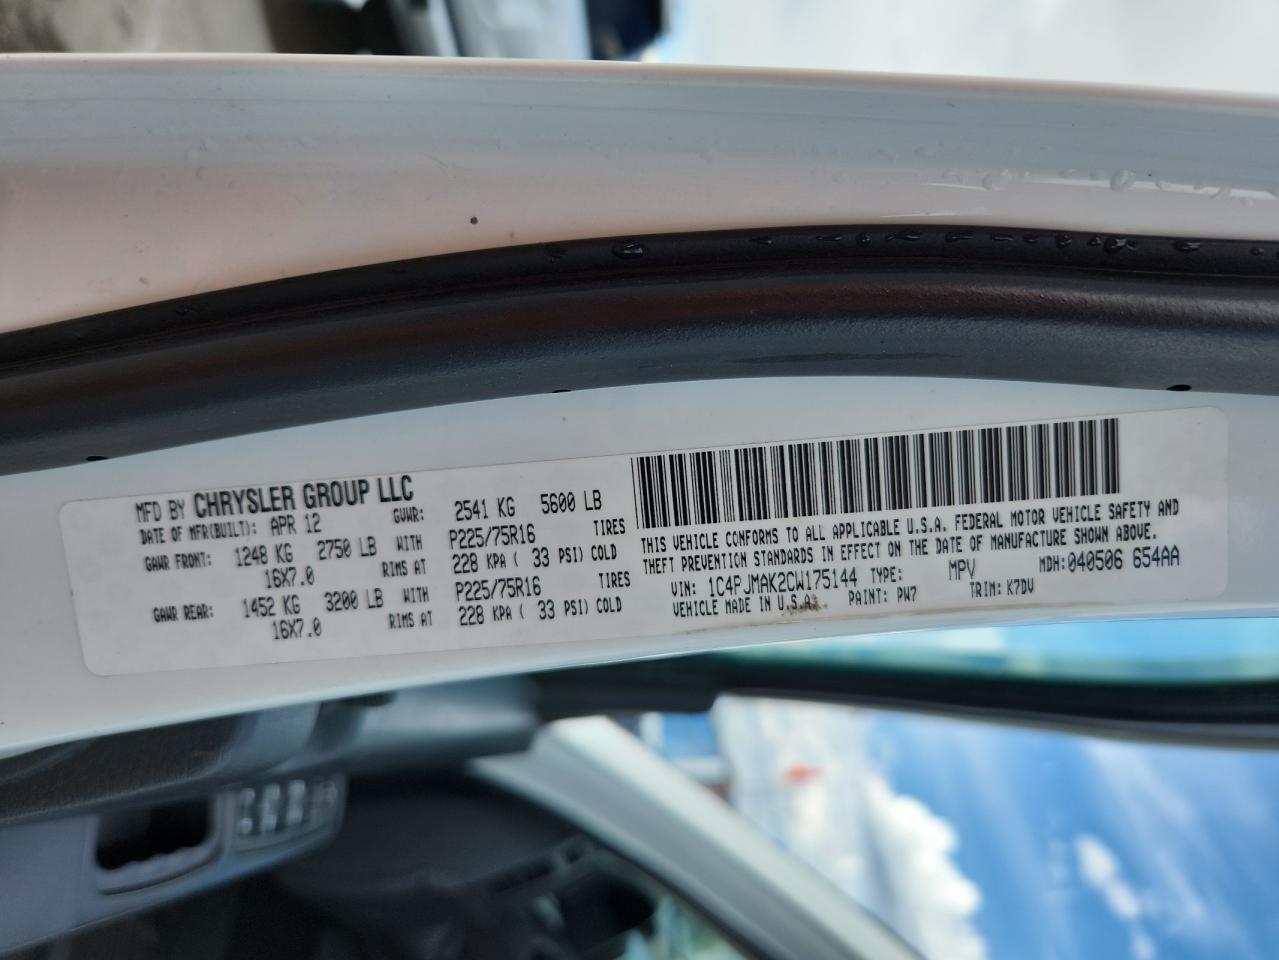 MFD BY CHRYSLER GROUP LLC
DATE OF MFR(BUILT): APR 12 GVWR: 2541 KG 5600 LB
GAWR FRONT: 1248 KG 2750 LB WITH P225/75R16 TIRES
16X7.0 RIMS AT 228 KPA ( 33 PSI) COLD
GAWR REAR: 1452 KG 3200 LB WITH P225/75R16 TIRES
16X7.0 RIMS AT 228 KPA ( 33 PSI) COLD
THIS VEHICLE CONFORMS TO ALL APPLICABLE U.S.A. FEDERAL MOTOR VEHICLE SAFETY AND
THEFT PREVENTION STANDARDS IN EFFECT ON THE DATE OF MANUFACTURE SHOWN ABOVE.
VIN: 1C4PJMAK2CW175144 TYPE: MPV MDH: 040506 654AA
VEHICLE MADE IN U.S.A. PAINT: PW7 TRIM: K7DV